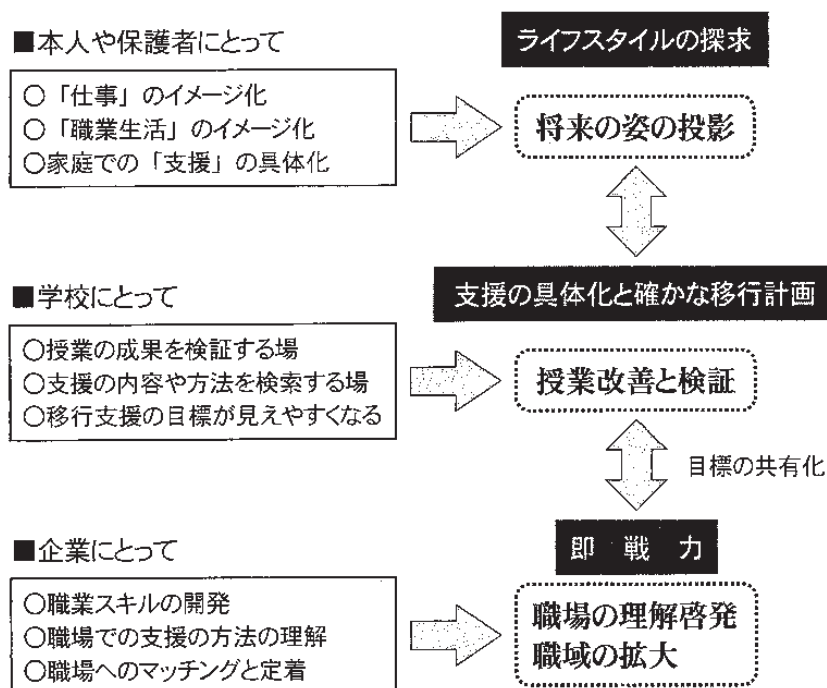 ■本人や保護者にとって
○「仕事」のイメージ化
○「職業生活」のイメージ化
○家庭での「支援」の具体化
ライフスタイルの探求
将来の姿の投影
■学校にとって
○授業の成果を検証する場
○支援の内容や方法を検索する場
○移行支援の目標が見えやすくなる
支援の具体化と確かな移行計画
授業改善と検証
目標の共有化
■企業にとって
○職業スキルの開発
○職場での支援の方法の理解
○職場へのマッチングと定着
即戦力
職場の理解啓発
職域の拡大